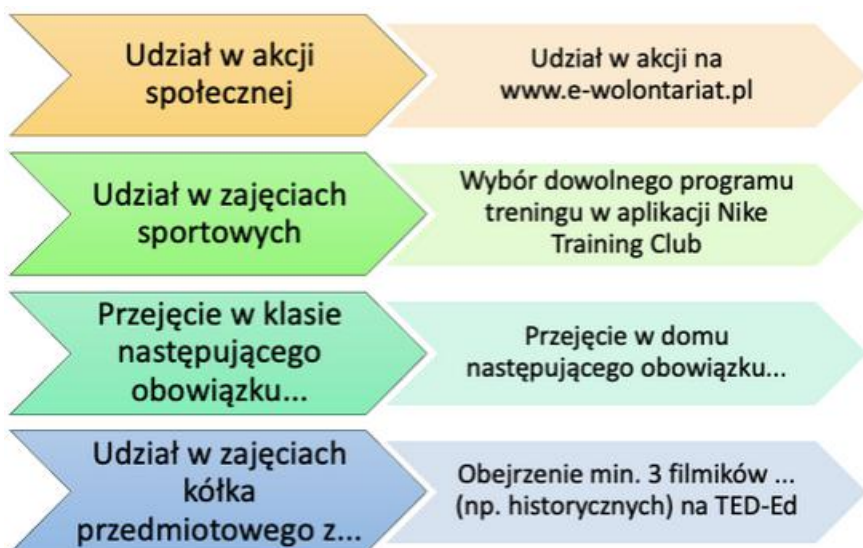 Udział w akcji
społecznej
Udział w akcji na
www.e-wolontariat.pl
Udział w zajęciach
sportowych
Wybór dowolnego programu
treningu w aplikacji Nike
Training Club
Przejęcie w klasie
następującego
obowiązku...
Przejęcie w domu
następującego obowiązku...
Udział w zajęciach
kółka
przedmiotowego z...
Obejrzenie min. 3 filmików ...
(np. historycznych) na TED-Ed